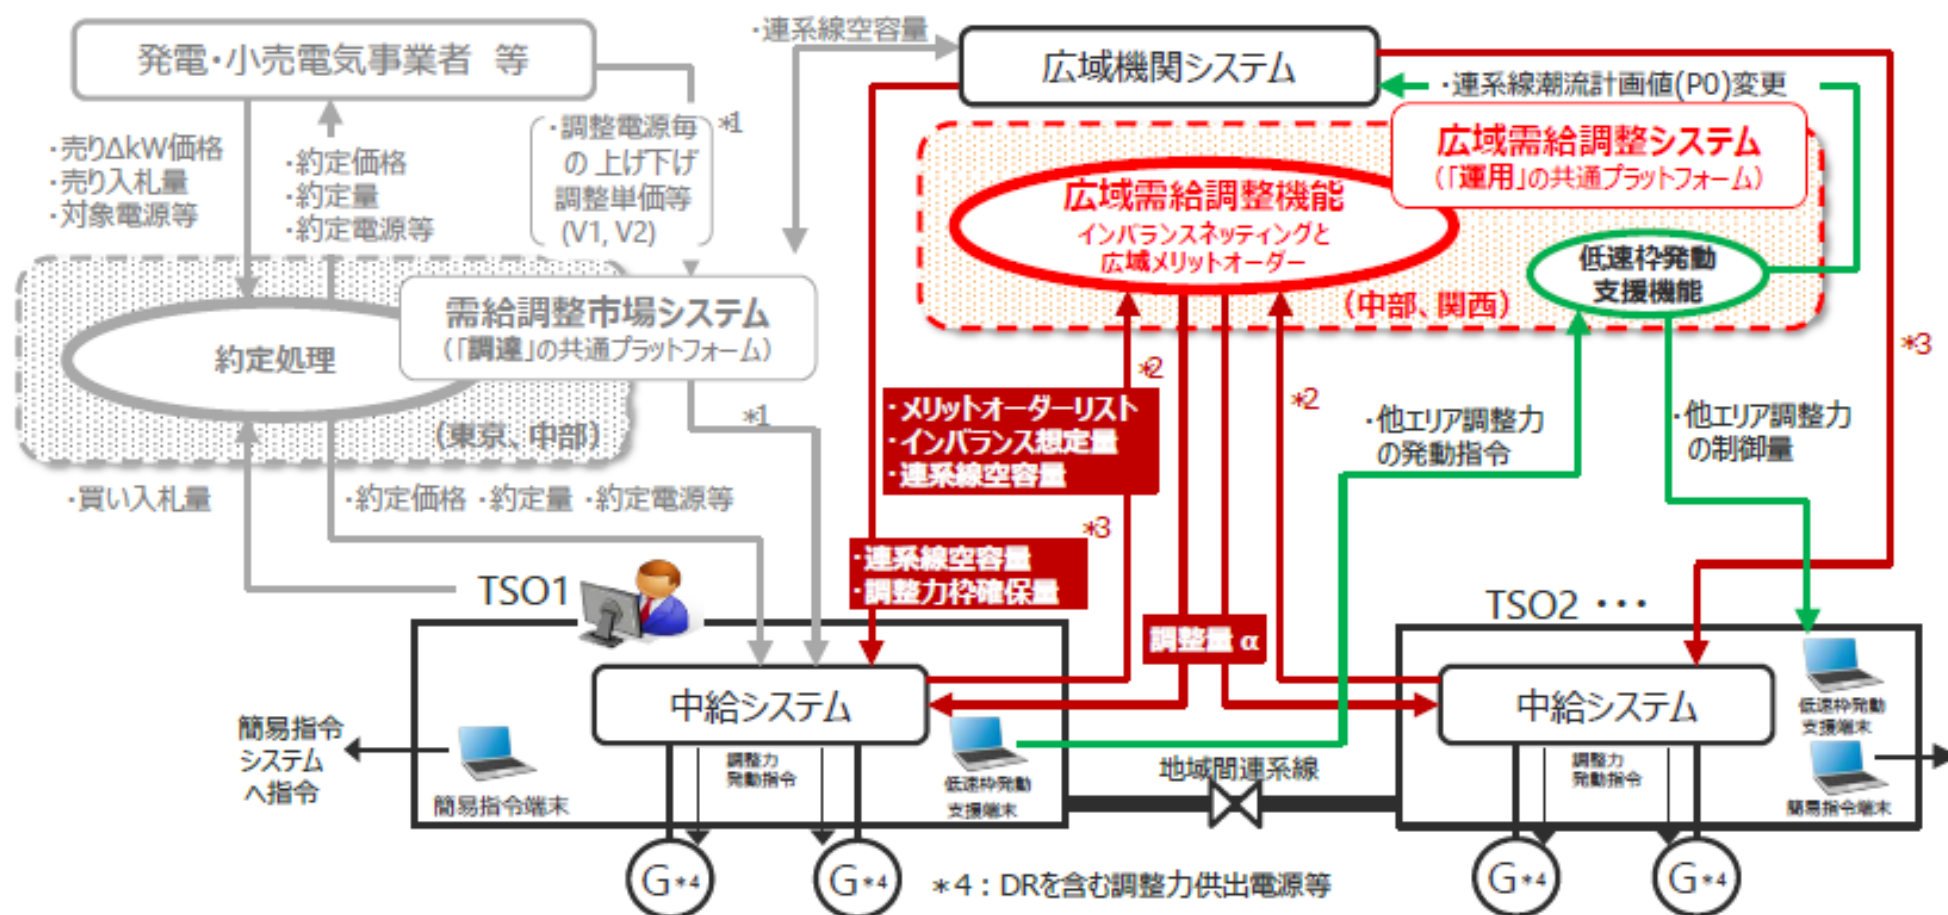 発電・小売電気事業者 等
・連系線空容量
広域機関システム
・連系線潮流計画値(P0)変更
・売りΔkW価格
・売り入札量
・対象電源等
・約定価格
・約定量
・約定電源等
・調整電源毎
の 上げ下げ
調整単価等
(V1, V2)
*1
広域需給調整システム
(「運用」の共通プラットフォーム)
広域需給調整機能
インバランスネッティングと
広域メリットオーダー
低速枠発動
支援機能
(中部、関西)
需給調整市場システム
(「調達」の共通プラットフォーム)
約定処理
(東京、中部)
*1
*2
*2
*3
・メリットオーダーリスト
・インバランス想定量
・連系線空容量
・他エリア調整力
の発動指令
・他エリア調整力
の制御量
・買い入札量
・約定価格 ・約定量 ・約定電源等
*3
・連系線空容量
・調整力枠確保量
TSO1
TSO2 ・・・
調整量 α
中給システム
中給システム
簡易指令
システム
へ指令
簡易指令端末
調整力
発動指令
低速枠発動
支援端末
地域間連系線
調整力
発動指令
低速枠発動
支援端末
簡易指令端末
G*4
G*4
*4：DRを含む調整力供出電源等
G*4
G*4